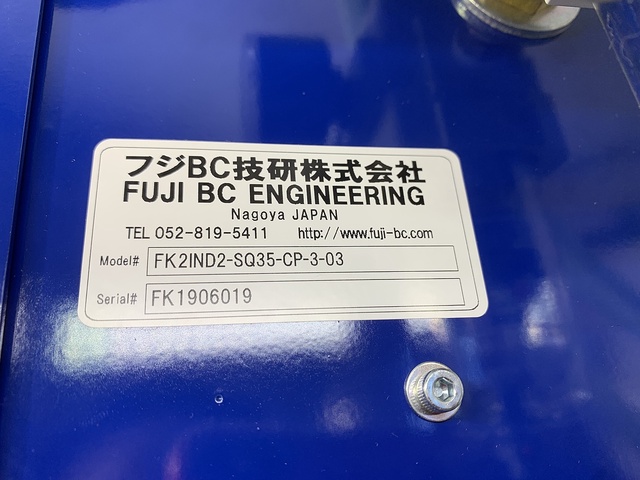 フジBC技研株式会社
FUJI BC ENGINEERING
Nagoya JAPAN
TEL 052-819-5411 http://www.fuji-bc.com
Model# FK2IND2-SQ35-CP-3-03
Serial# FK1906019